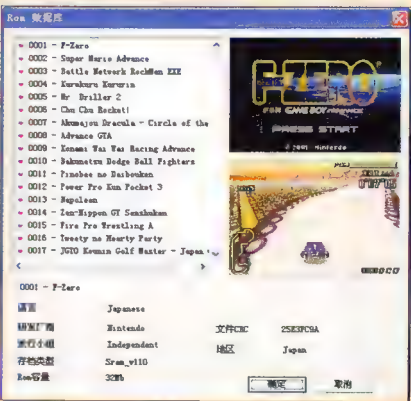 Rom 数据库
0001 - F-Zero
0002 - Super Mario Advance
0003 - Battle Network RockMan EXE
0004 - Kurukuru Kururin
0005 - Mr Driller 2
0006 - Chu Chu Rocket!
0007 - Akumajou Dracula - Circle of the
0008 - Advance GTA
0009 - Konami Wai Wai Racing Advance
0010 - Bakunetsu Dodge Ball Fighters
0011 - Pinobee no Daibouken
0012 - Power Pro Kun Pocket 3
0013 - Napoleon
0014 - Zen-Nippon GT Senshuken
0015 - Fire Pro Wrestling A
0016 - Tweety no Hearty Party
0017 - JGTO Kounin Golf Master - Japan
F-ZERO
FOR GAME BOY ADVANCE
PRESS START
© 2001 Nintendo
0001 - F-Zero
语言 Japanese
Nintendo 文件CRC
Independent 地区 Japan
存档类型 Sram_v110
Rom容量 32Mb
确定 取消